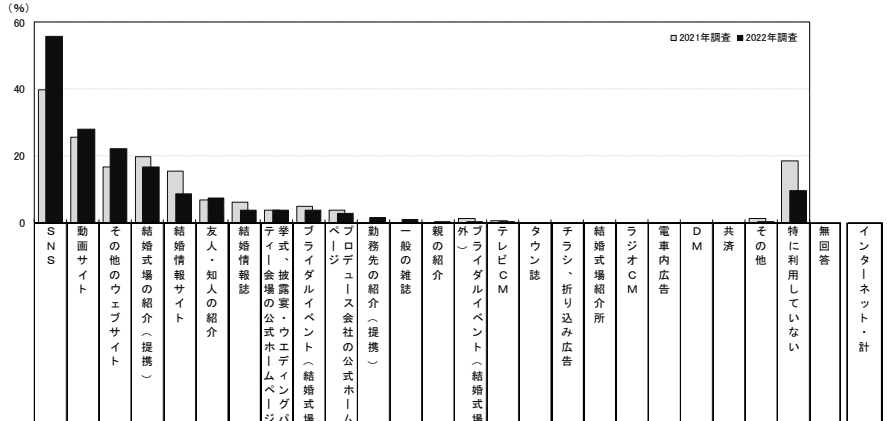 （%）
60
40
20
0
□2021年調査 ■2022年調査
SNS
動画サイト
その他のウェブサイト
結婚式場の紹介（提携）
結婚情報サイト
友人・知人の紹介
結婚情報誌
挙式、披露宴・ウエディングパ
ティー会場の公式ホームページ
ブライダルイベント（結婚式場
プロデュース会社の公式ホーム
ページ
勤務先の紹介（提携）
一般の雑誌
親の紹介
ブライダルイベント（結婚式場
外）
テレビCM
タウン誌
チラシ、折り込み広告
結婚式場紹介所
ラジオCM
電車内広告
DM
共済
その他
特に利用していない
無回答
インターネット・計